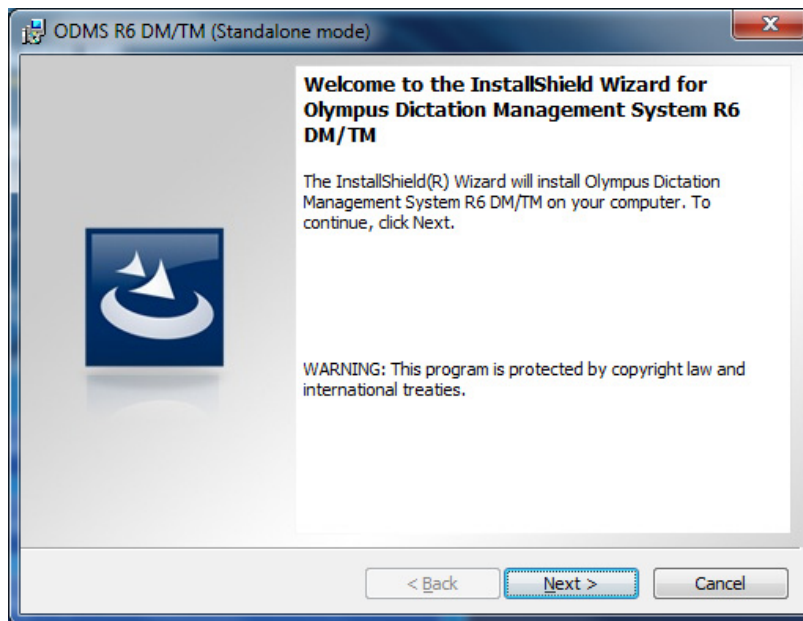 ODMS R6 DM/TM (Standalone mode)
Welcome to the InstallShield Wizard for
Olympus Dictation Management System R6
DM/TM
The InstallShield(R) Wizard will install Olympus Dictation
Management System R6 DM/TM on your computer. To
continue, click Next.
WARNING: This program is protected by copyright law and
international treaties.
< Back
Next >
Cancel